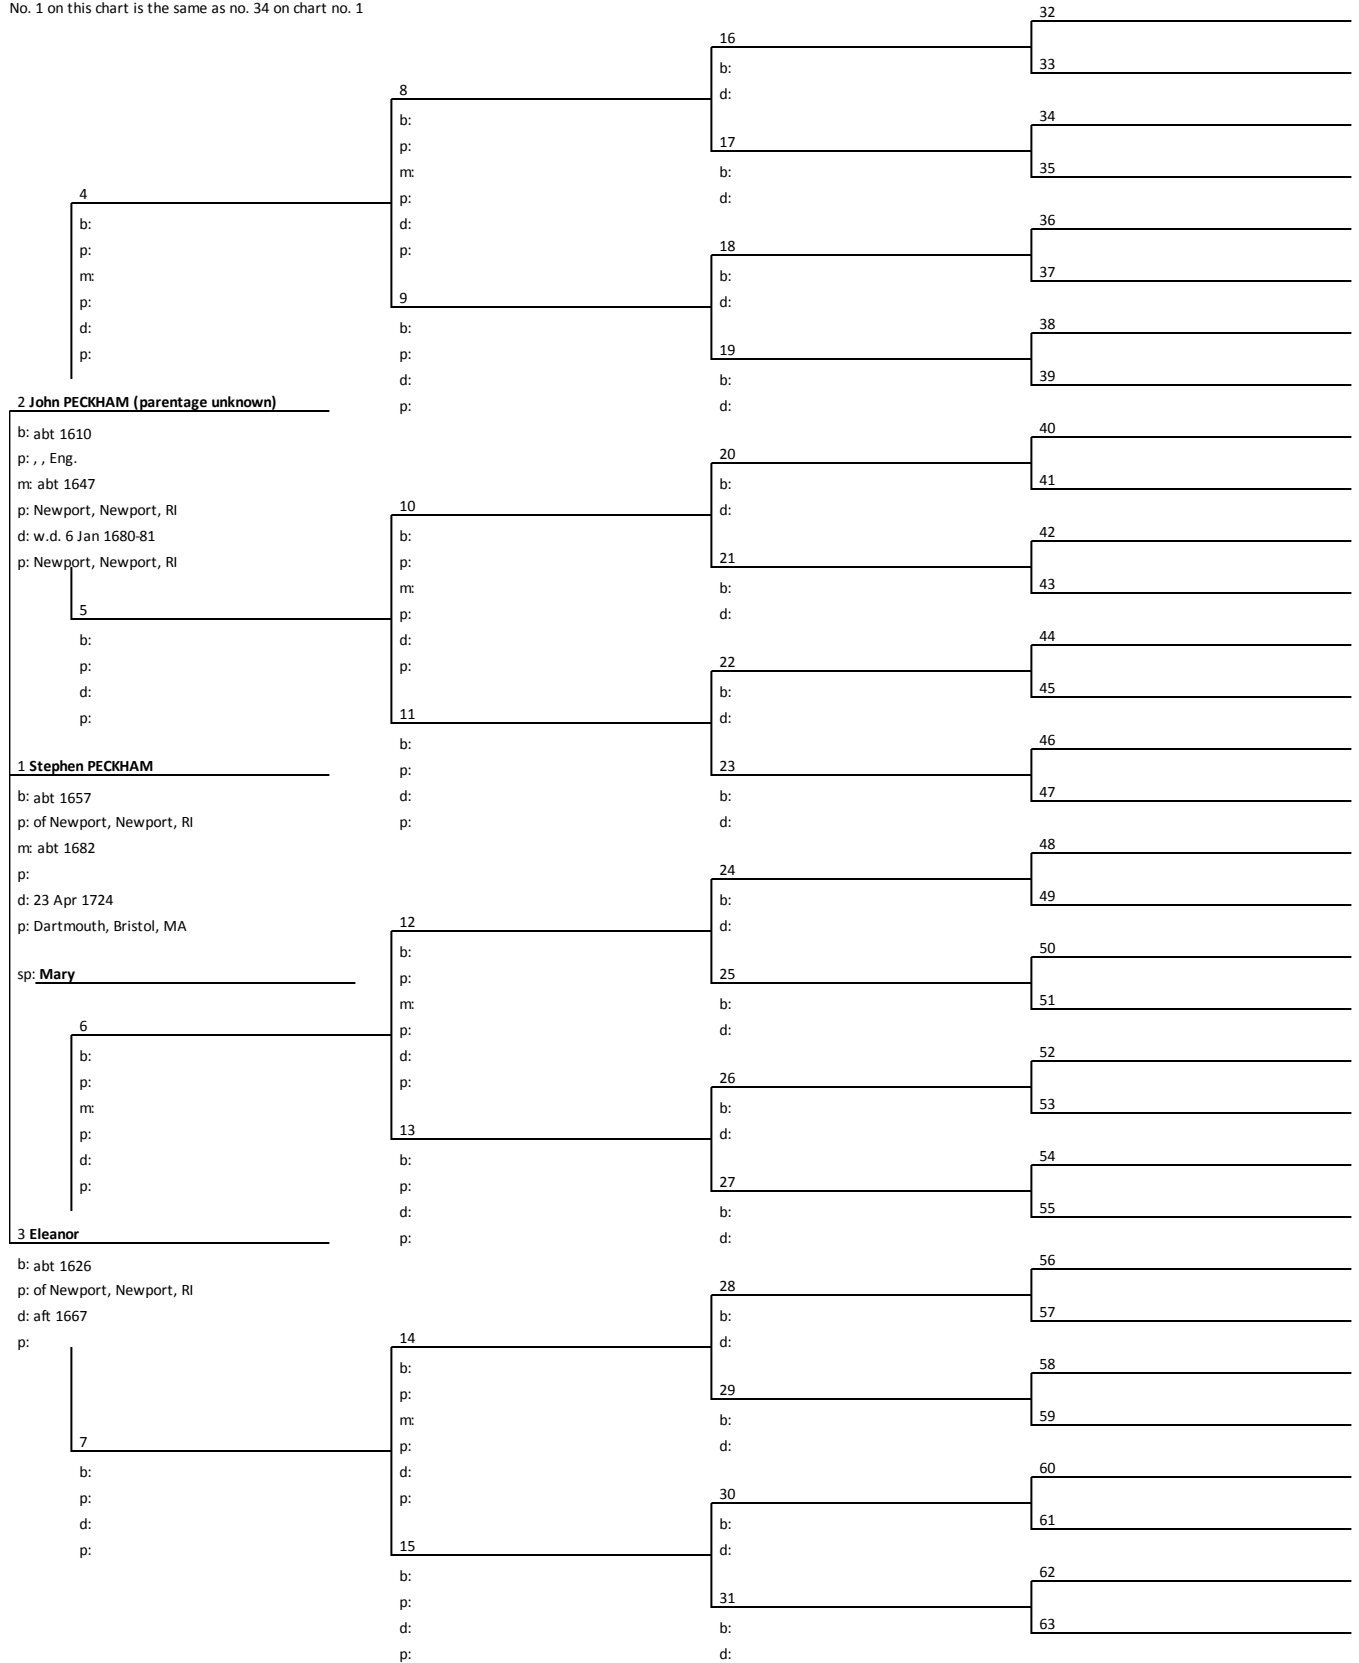 No. 1 on this chart is the same as no. 34 on chart no. 1
4
b:
p:
m:
p:
d:
p:
2 John PECKHAM (parentage unknown)
b: abt 1610
p: , , Eng.
m: abt 1647
p: Newport, Newport, RI
d: w.d. 6 Jan 1680-81
p: Newport, Newport, RI
5
b:
p:
d:
p:
1 Stephen PECKHAM
b: abt 1657
p: of Newport, Newport, RI
m: abt 1682
p:
d: 23 Apr 1724
p: Dartmouth, Bristol, MA
sp: Mary
6
b:
p:
m:
p:
d:
p:
3 Eleanor
b: abt 1626
p: of Newport, Newport, RI
d: aft 1667
p:
7
b:
p:
d:
p:
8
b:
p:
m:
p:
d:
p:
9
b:
p:
d:
p:
10
b:
p:
m:
p:
d:
p:
11
b:
p:
d:
p:
12
b:
p:
m:
p:
d:
p:
13
b:
p:
d:
p:
14
b:
p:
m:
p:
d:
p:
15
b:
p:
d:
p:
16
b:
d:
17
b:
d:
18
b:
d:
19
b:
d:
20
b:
d:
21
b:
d:
22
b:
d:
23
b:
d:
24
b:
d:
25
b:
d:
26
b:
d:
27
b:
d:
28
b:
d:
29
b:
d:
30
b:
d:
31
b:
d:
32
33
34
35
36
37
38
39
40
41
42
43
44
45
46
47
48
49
50
51
52
53
54
55
56
57
58
59
60
61
62
63